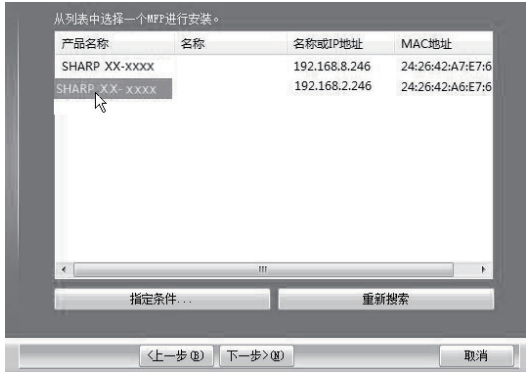 从列表中选择一个MFP进行安装。
产品名称 名称 名称或IP地址 MAC地址
SHARP XX-xxxx 192.168.8.246 24:26:42:A7:E7:6
SHARP XX- xxxx 192.168.2.246 24:26:42:A6:E7:6
指定条件... 重新搜索
<上一步(B) 下一步>(N) 取消